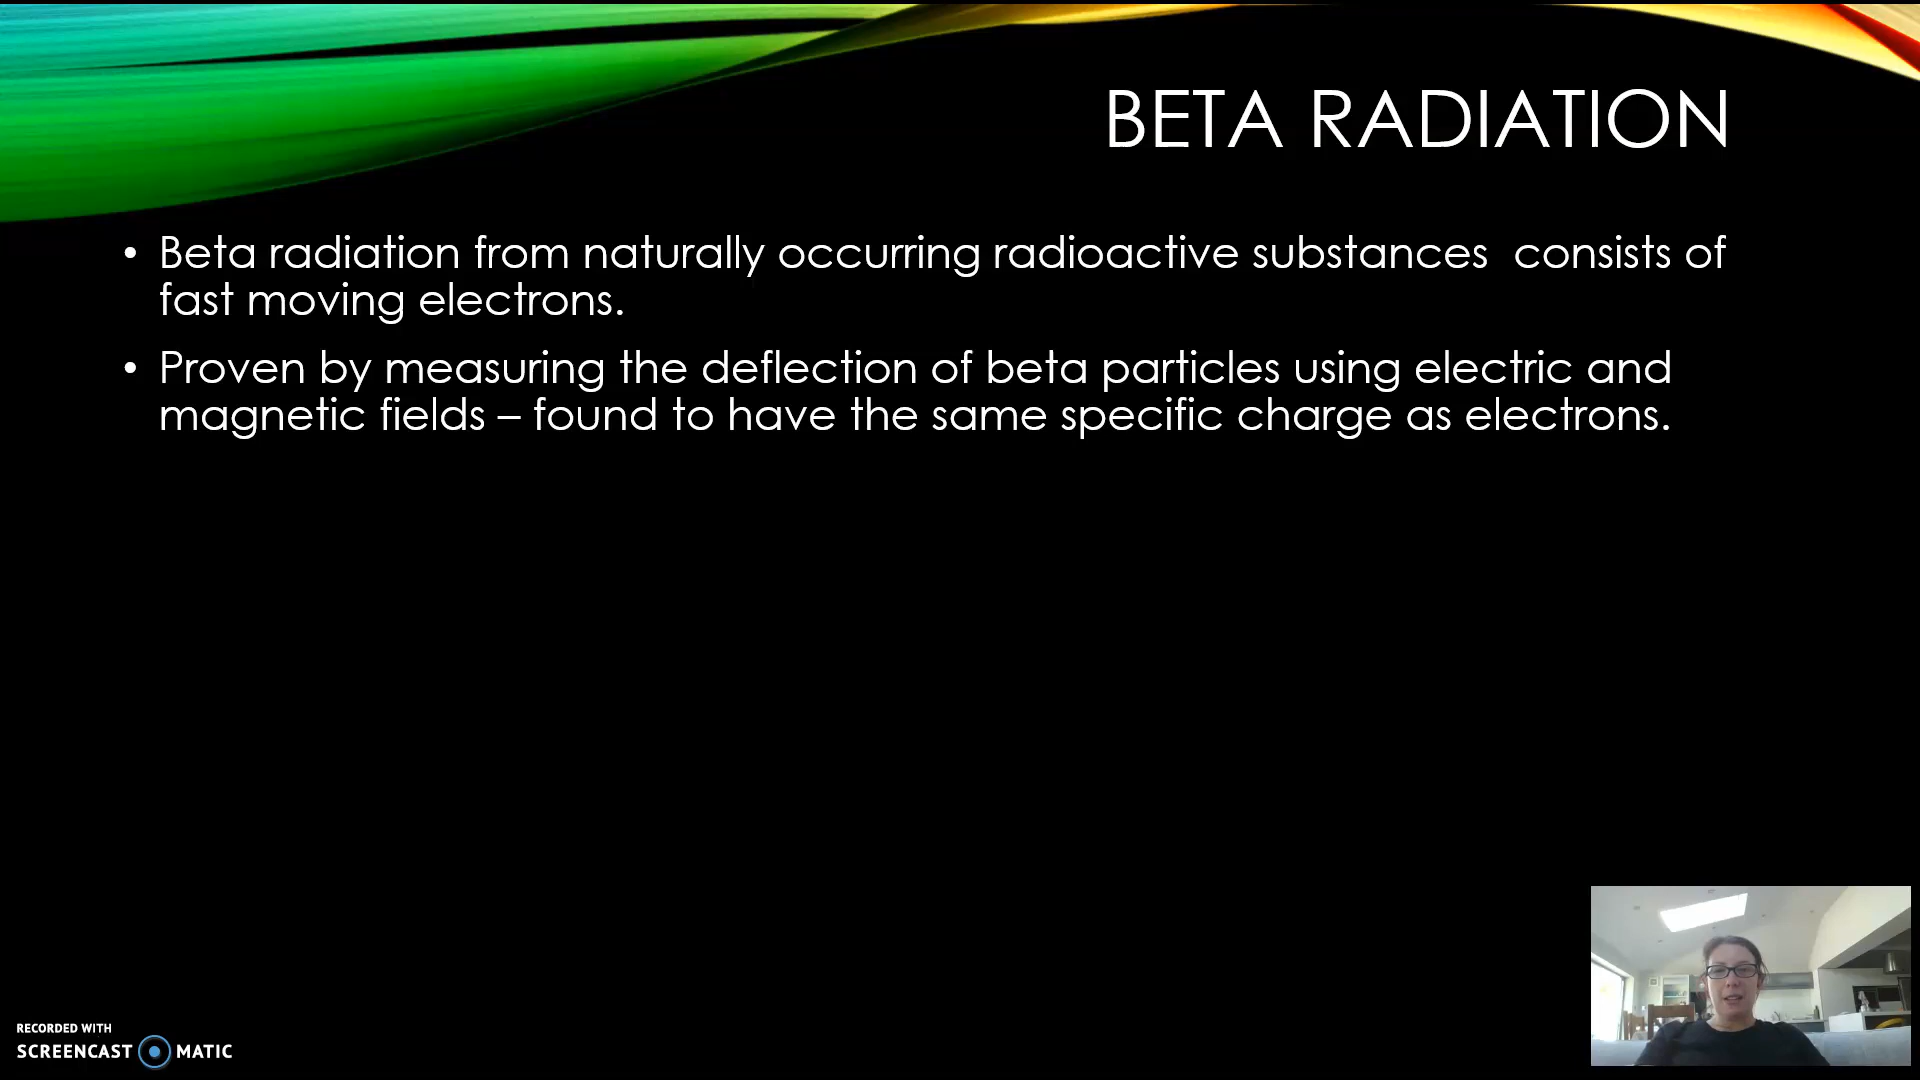 BETA RADIATION
• Beta radiation from naturally occurring radioactive substances  consists of
fast moving electrons.
• Proven by measuring the deflection of beta particles using electric and
magnetic fields – found to have the same specific charge as electrons.
RECORDED WITH
SCREENCAST MATIC